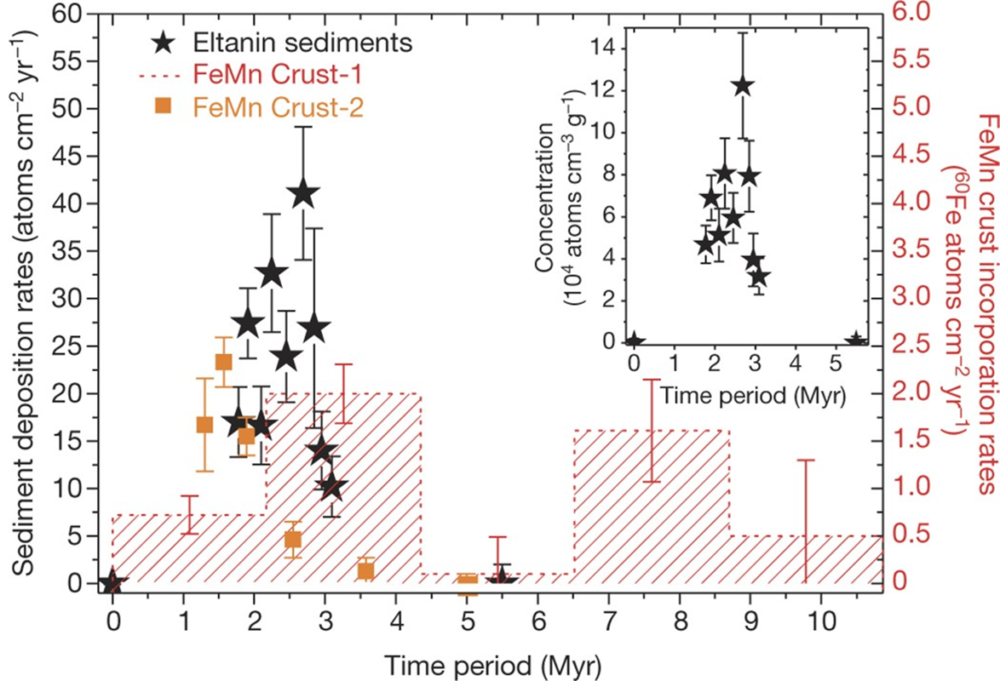 Eltanin sediments
FeMn Crust-1
FeMn Crust-2
Sediment deposition rates (atoms cm⁻² yr⁻¹)
60
55
50
45
40
35
30
25
20
15
10
5
0
0 1 2 3 4 5 6 7 8 9 10
Time period (Myr)
Concentration
(10⁴ atoms cm⁻³ g⁻¹)
14
12
10
8
6
4
2
0
0 1 2 3 4 5
Time period (Myr)
6.0
5.5
5.0
4.5
4.0
3.5
3.0
2.5
2.0
1.5
1.0
0.5
0
FeMn crust incorporation rates
(⁶⁰Fe atoms cm⁻² yr⁻¹)